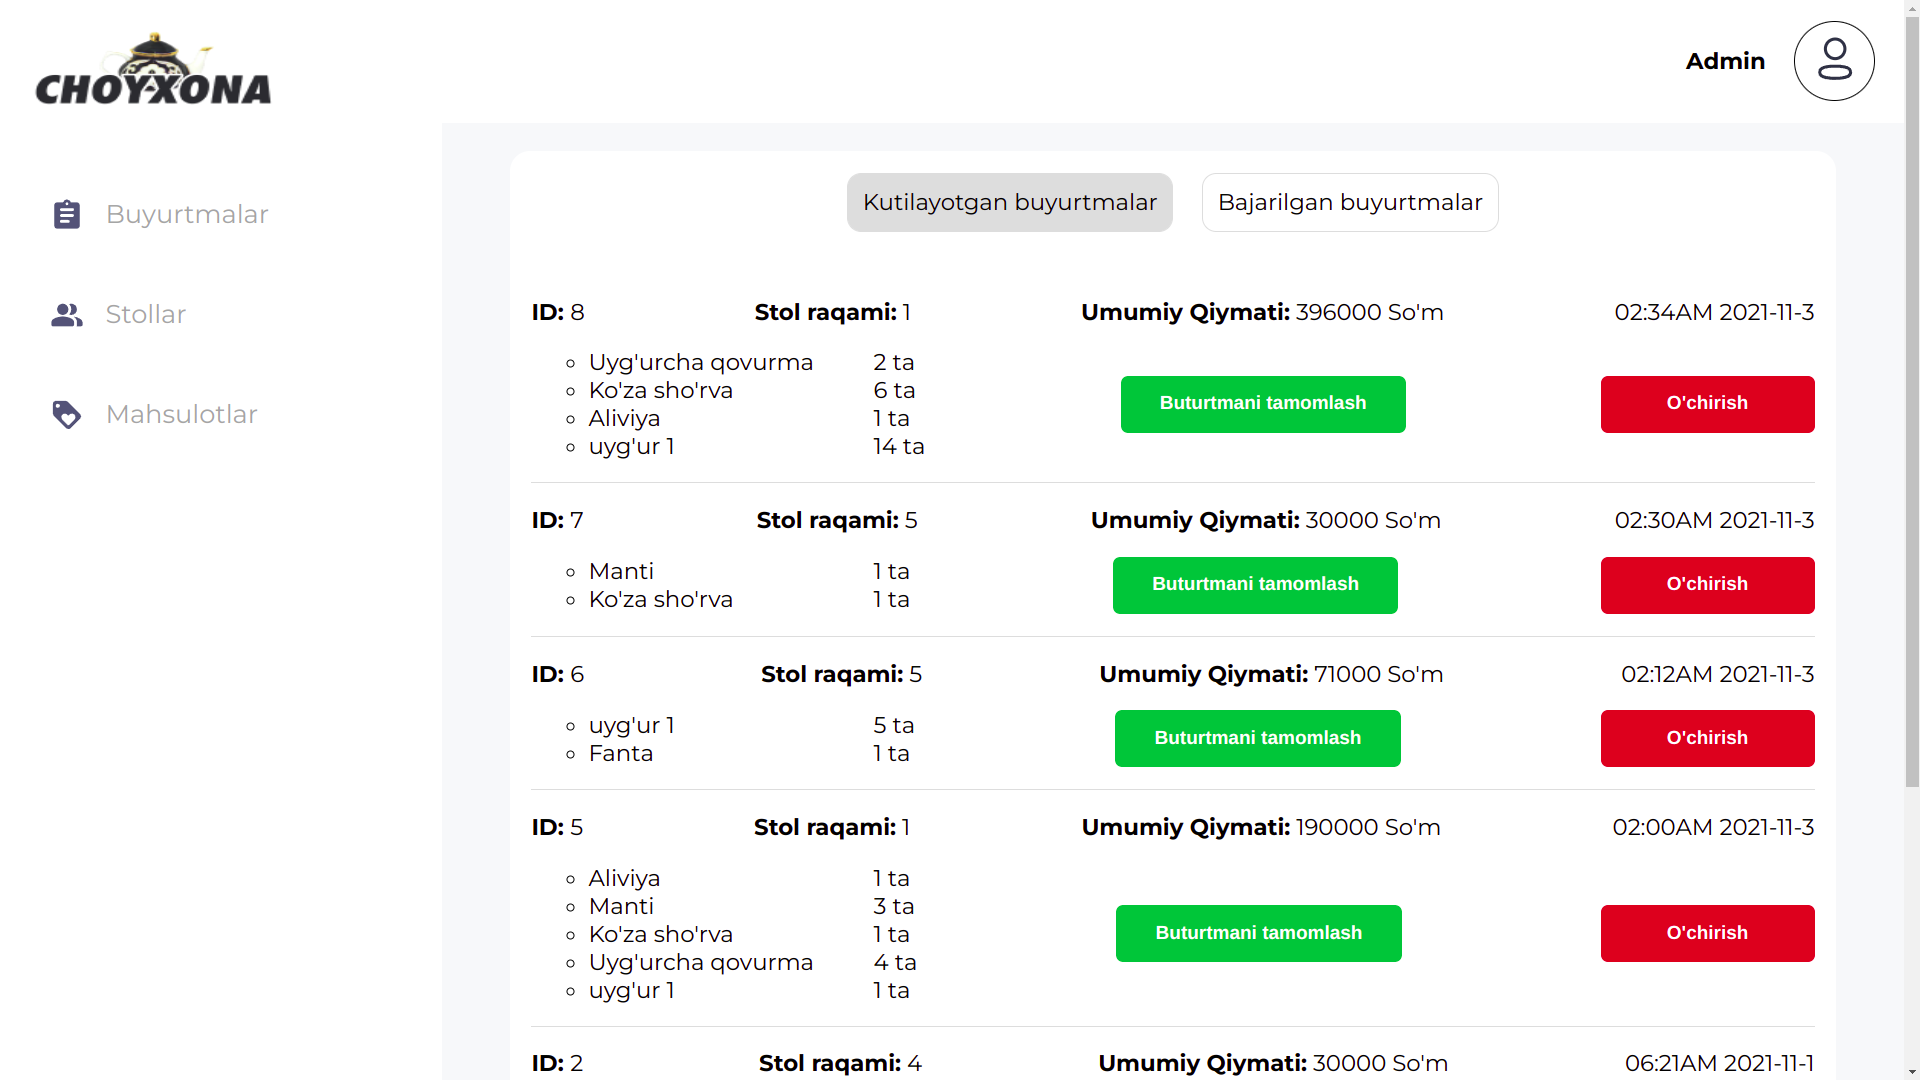 CHOYXONA
Admin
Buyurtmalar
Stollar
Mahsulotlar
Kutilayotgan buyurtmalar Bajarilgan buyurtmalar
ID: 8 Stol raqami: 1 Umumiy Qiymati: 396000 So'm 02:34AM 2021-11-3
Uyg'urcha qovurma 2 ta
Ko'za sho'rva 6 ta
Aliviya 1 ta
uyg'ur 1 14 ta
Buturtmani tamomlash O'chirish
ID: 7 Stol raqami: 5 Umumiy Qiymati: 30000 So'm 02:30AM 2021-11-3
Manti 1 ta
Ko'za sho'rva 1 ta
Buturtmani tamomlash O'chirish
ID: 6 Stol raqami: 5 Umumiy Qiymati: 71000 So'm 02:12AM 2021-11-3
uyg'ur 1 5 ta
Fanta 1 ta
Buturtmani tamomlash O'chirish
ID: 5 Stol raqami: 1 Umumiy Qiymati: 190000 So'm 02:00AM 2021-11-3
Aliviya 1 ta
Manti 3 ta
Ko'za sho'rva 1 ta
Uyg'urcha qovurma 4 ta
uyg'ur 1 1 ta
Buturtmani tamomlash O'chirish
ID: 2 Stol raqami: 4 Umumiy Qiymati: 30000 So'm 06:21AM 2021-11-1